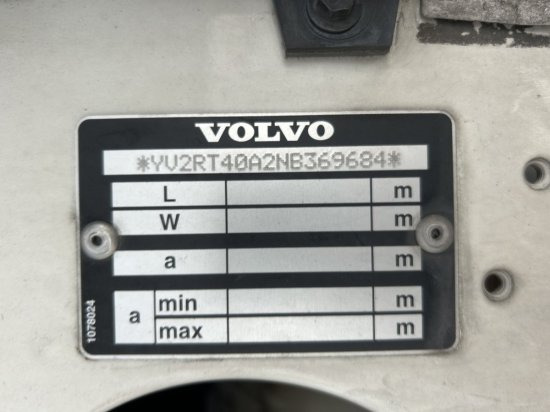 VOLVO
*YV2RT40A2NB369684*
L m
W m
a m
a min m
max m
1078024